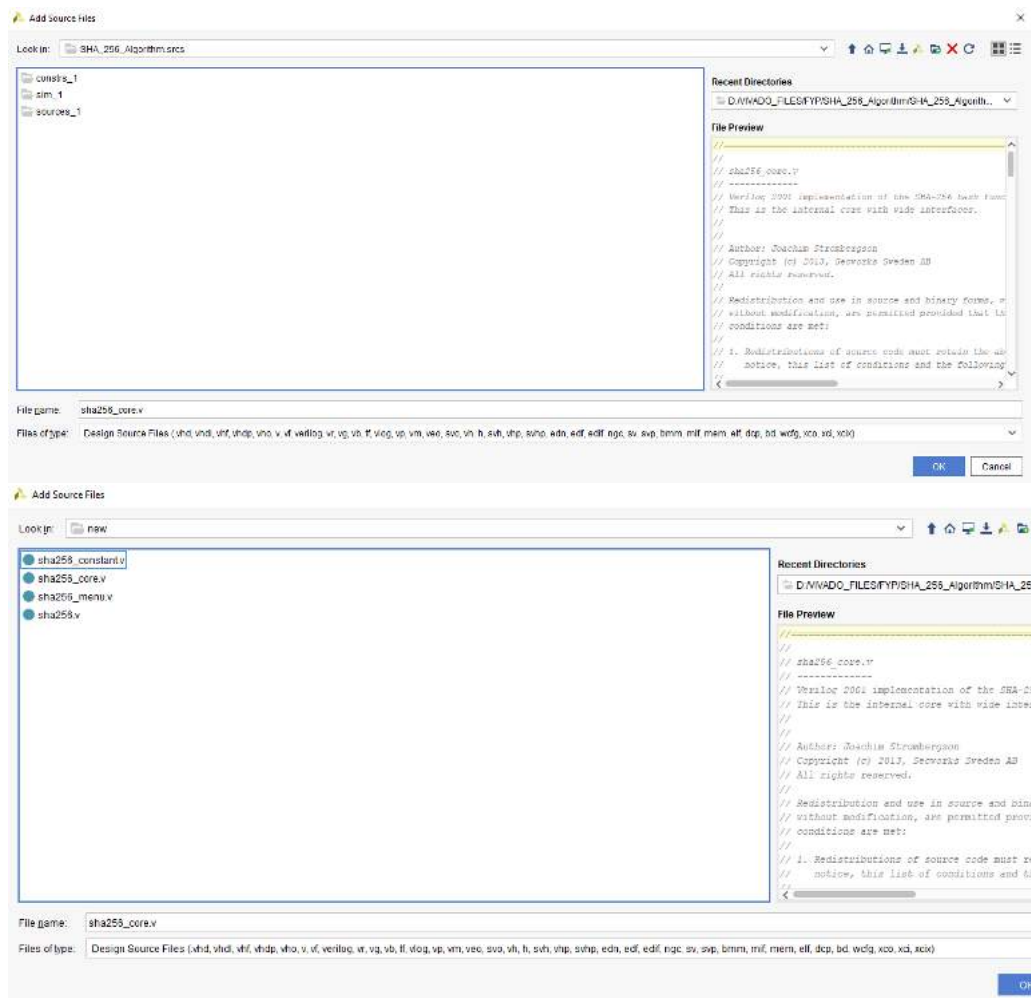 Add Source Files
Look in: SHA_256_Algorithm.srcs
constrs_1
sim_1
sources_1
Recent Directories
D:/VIVADO_FILES/FYP/SHA_256_Algorithm/SHA_256_Algorith...
File Preview
//
//
// sha256_core.v
// -------------
// Verilog 2001 implementation of the SHA-256 hash func
// This is the internal core with wide interfaces.
//
//
// Author: Joachim Strombergson
// Copyright (c) 2013, Secworks Sweden AB
// All rights reserved.
//
// Redistribution and use in source and binary forms, w
// without modification, are permitted provided that th
// conditions are met:
//
// 1. Redistributions of source code must retain the ab
// notice, this list of conditions and the following
//
File name: sha256_core.v
Files of type: Design Source Files (.vhd, vhdl, vhf, vhdp, vho, v, vf, verilog, vr, vg, vb, tf, vlog, vp, vm, veo, svo, vh, h, svh, vhp, svhp, edn, edf, edif, ngc, sv, svp, bmm, mif, mem, elf, dcp, bd, wcfg, xco, xci, xcix)
OK Cancel
Add Source Files
Look in: new
sha256_constant.v
sha256_core.v
sha256_menu.v
sha256.v
Recent Directories
D:/VIVADO_FILES/FYP/SHA_256_Algorithm/SHA_25
File Preview
//
//
// sha256_core.v
// -------------
// Verilog 2001 implementation of the SHA-2
// This is the internal core with wide inter
//
//
// Author: Joachim Strombergson
// Copyright (c) 2013, Secworks Sweden AB
// All rights reserved.
//
// Redistribution and use in source and bina
// without modification, are permitted provi
// conditions are met:
//
// 1. Redistributions of source code must re
// notice, this list of conditions and th
//
File name: sha256_core.v
Files of type: Design Source Files (.vhd, vhdl, vhf, vhdp, vho, v, vf, verilog, vr, vg, vb, tf, vlog, vp, vm, veo, svo, vh, h, svh, vhp, svhp, edn, edf, edif, ngc, sv, svp, bmm, mif, mem, elf, dcp, bd, wcfg, xco, xci, xcix)
OK